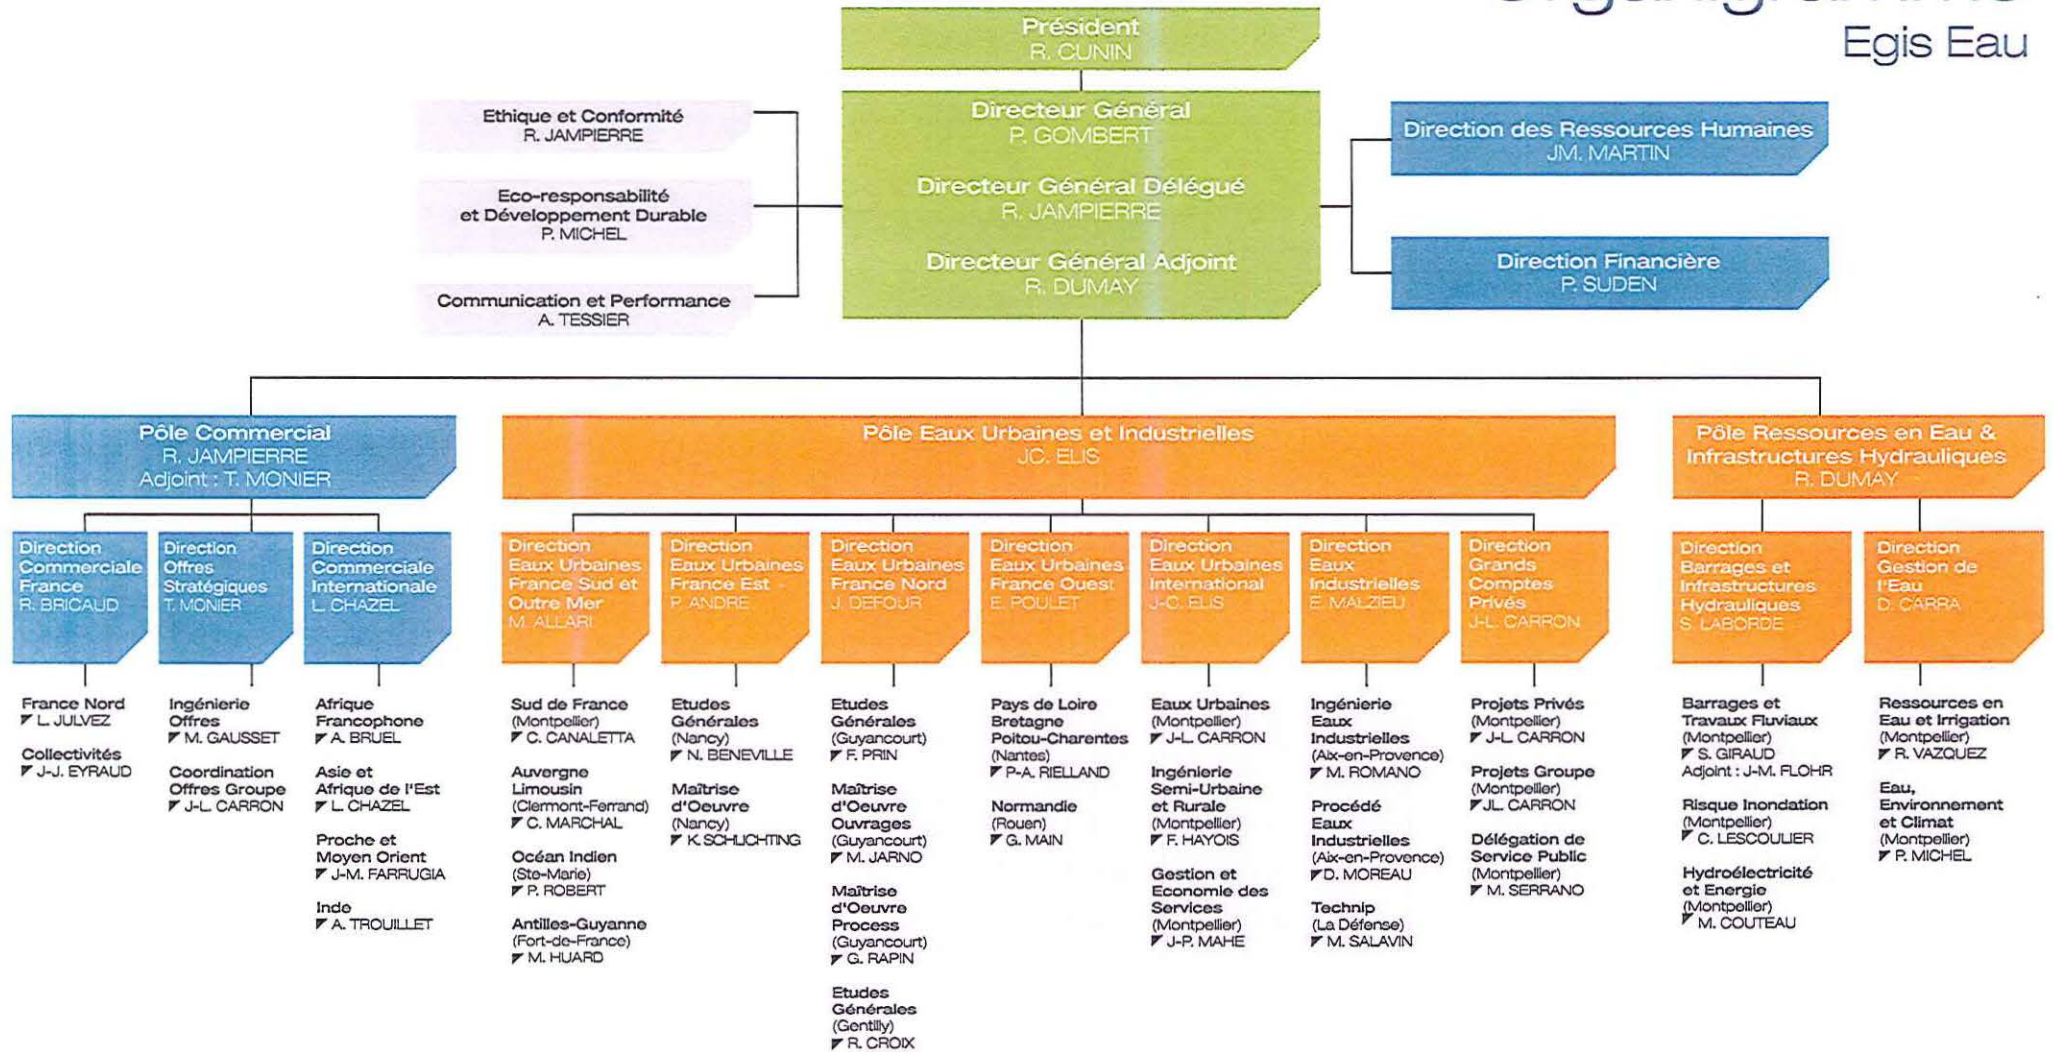 Egis Eau
Président
R. CUNIN
Directeur Général
P. GOMBERT
Directeur Général Délégué
R. JAMPIERRE
Directeur Général Adjoint
R. DUMAY
Ethique et Conformité
R. JAMPIERRE
Eco-responsabilité
et Développement Durable
P. MICHEL
Communication et Performance
A. TESSIER
Direction des Ressources Humaines
JM. MARTIN
Direction Financière
P. SUDEN
Pôle Commercial
R. JAMPIERRE
Adjoint : T. MONIER
Direction
Commerciale
France
R. BRICAUD
France Nord
L. JULVEZ
Collectivités
J-J. EYRAUD
Direction
Offres
Stratégiques
T. MONIER
Ingénierie
Offres
M. GAUSSET
Coordination
Offres Groupe
J-L. CARRON
Direction
Commerciale
Internationale
L. CHAZEL
Afrique
Francophone
A. BRUEL
Asie et
Afrique de l'Est
L. CHAZEL
Proche et
Moyen Orient
J-M. FARRUGIA
Inde
A. TROUILLET
Pôle Eaux Urbaines et Industrielles
JC. ELIS
Direction
Eaux Urbaines
France Sud et
Outre Mer
M. ALLARI
Sud de France
(Montpellier)
C. CANALETTA
Auvergne
Limousin
(Clermont-Ferrand)
C. MARCHAL
Océan Indien
(Ste-Marie)
P. ROBERT
Antilles-Guyanne
(Fort-de-France)
M. HUARD
Direction
Eaux Urbaines
France Est -
P. ANDRE
Etudes
Générales
(Nancy)
N. BENEVILLE
Maîtrise
d'Oeuvre
(Nancy)
K. SCHLICHTING
Direction
Eaux Urbaines
France Nord
J. DEFOUR
Etudes
Générales
(Guyancourt)
F. PRIN
Maîtrise
d'Oeuvre
Ouvrages
(Guyancourt)
M. JARNO
Maîtrise
d'Oeuvre
Process
(Guyancourt)
G. RAPIN
Etudes
Générales
(Gentilly)
R. CROIX
Direction
Eaux Urbaines
France Ouest
E. POULET
Pays de Loire
Bretagne
Poitou-Charentes
(Nantes)
P-A. RIELLAND
Normandie
(Rouen)
G. MAIN
Direction
Eaux Urbaines
International
J-C. ELIS
Eaux Urbaines
(Montpellier)
J-L. CARRON
Ingénierie
Semi-Urbaine
et Rurale
(Montpellier)
F. HAYOIS
Gestion et
Economie des
Services
(Montpellier)
J-P. MAHE
Direction
Eaux
Industrielles
E. MALZIEU
Ingénierie
Eaux
Industrielles
(Aix-en-Provence)
M. ROMANO
Procédé
Eaux
Industrielles
(Aix-en-Provence)
D. MOREAU
Technip
(La Défense)
M. SALAVIN
Direction
Grands
Comptes
Privés
J-L. CARRON
Projets Privés
(Montpellier)
J-L. CARRON
Projets Groupe
(Montpellier)
JL. CARRON
Délégation de
Service Public
(Montpellier)
M. SERRANO
Pôle Ressources en Eau &
Infrastructures Hydrauliques
R. DUMAY
Direction
Barrages et
Infrastructures
Hydrauliques
S. LABORDE
Barrages et
Travaux Fluviaux
(Montpellier)
S. GIRAUD
Adjoint : J-M. FLOHR
Risque Inondation
(Montpellier)
C. LESCOULIER
Hydroélectricité
et Energie
(Montpellier)
M. COUTEAU
Direction
Gestion de
l'Eau
D. CARRA
Ressources en
Eau et Irrigation
(Montpellier)
R. VAZQUEZ
Eau,
Environnement
et Climat
(Montpellier)
P. MICHEL